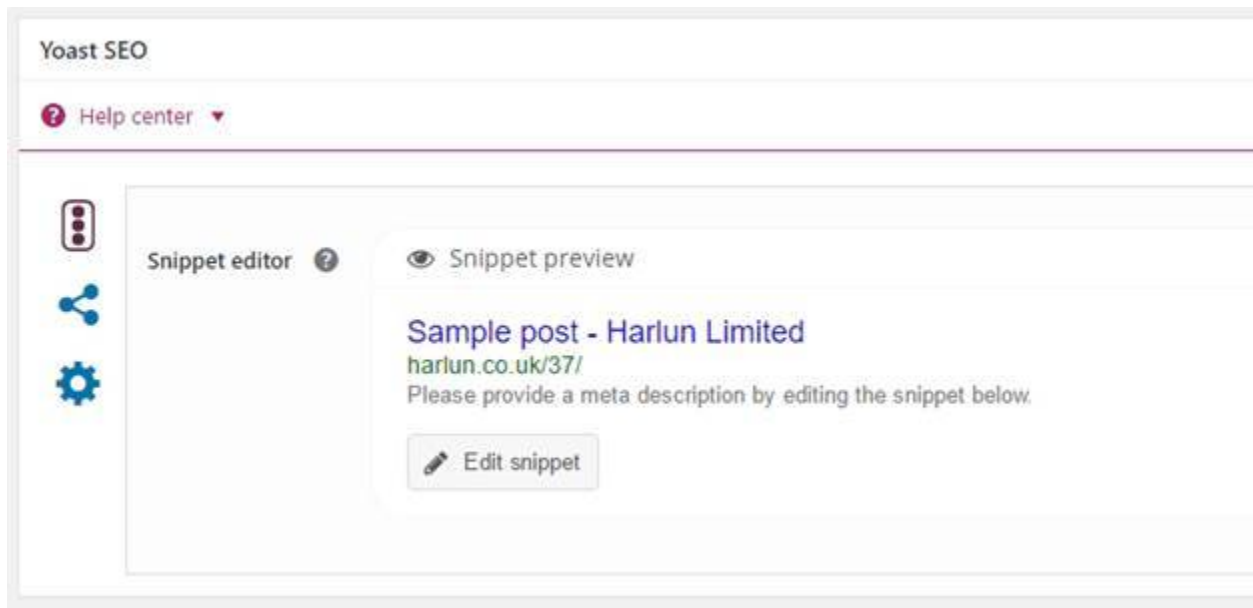 Yoast SEO
Help center
Snippet editor
Snippet preview
Sample post - Harlun Limited
harlun.co.uk/37/
Please provide a meta description by editing the snippet below.
Edit snippet